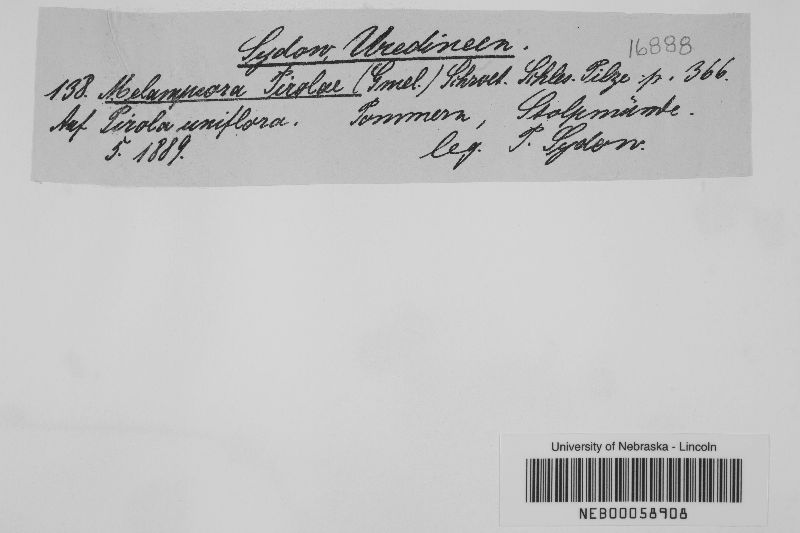 Sydow, Uredineen.
16888
138. Melampsora Pirolae (Gmel.) Schroet. Schles. Pilze. p. 366.
Auf Pirola uniflora. Pommern, Stolpmünde.
5. 1889. leg. P. Sydow.
University of Nebraska - Lincoln
NEB00058908